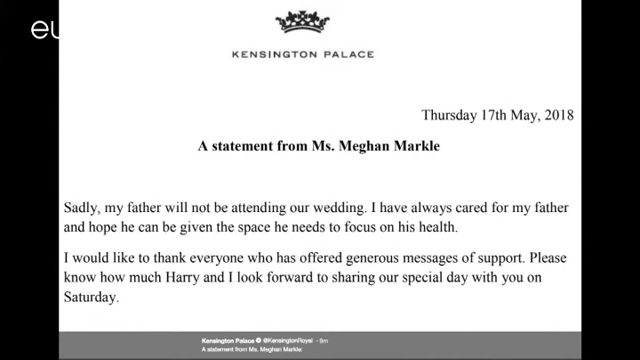 eu
KENSINGTON PALACE
Thursday 17th May, 2018
A statement from Ms. Meghan Markle
Sadly, my father will not be attending our wedding. I have always cared for my father
and hope he can be given the space he needs to focus on his health.
I would like to thank everyone who has offered generous messages of support. Please
know how much Harry and I look forward to sharing our special day with you on
Saturday.
Kensington Palace @KensingtonRoyal · 9m
A statement from Ms. Meghan Markle: